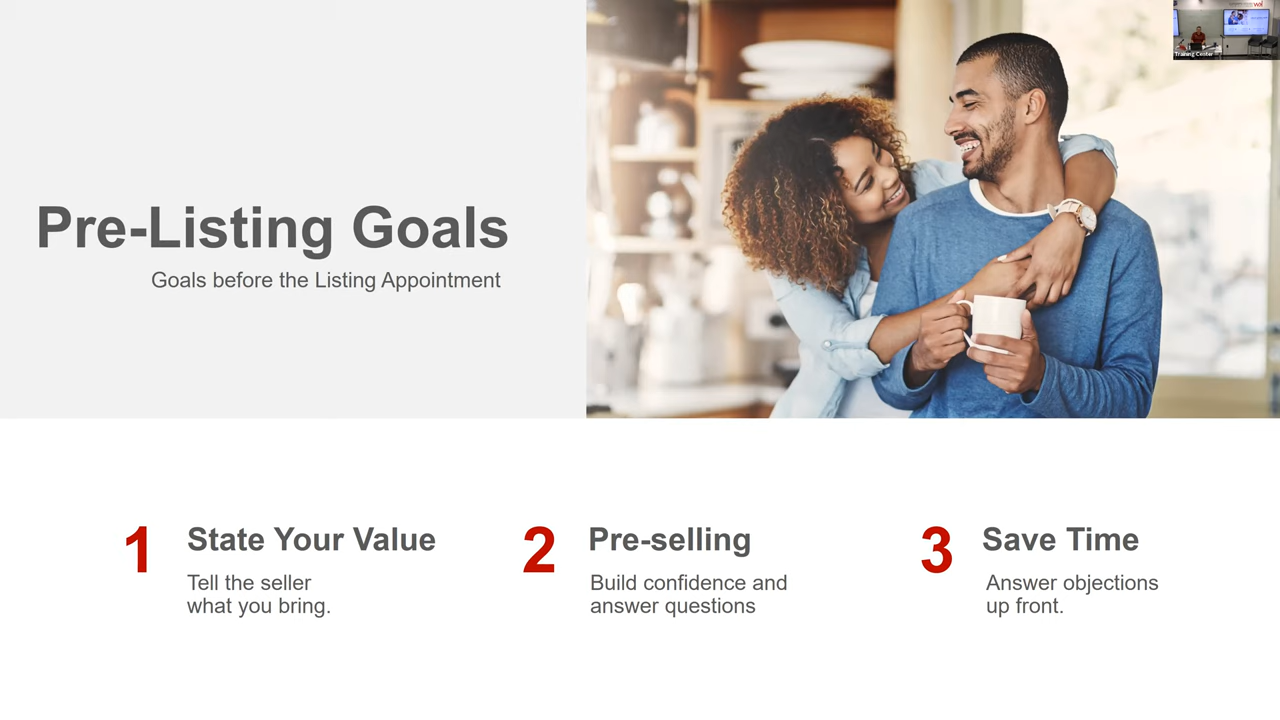 Pre-Listing Goals
Goals before the Listing Appointment
Training Center
1
State Your Value
Tell the seller
what you bring.
2
Pre-selling
Build confidence and
answer questions
3
Save Time
Answer objections
up front.